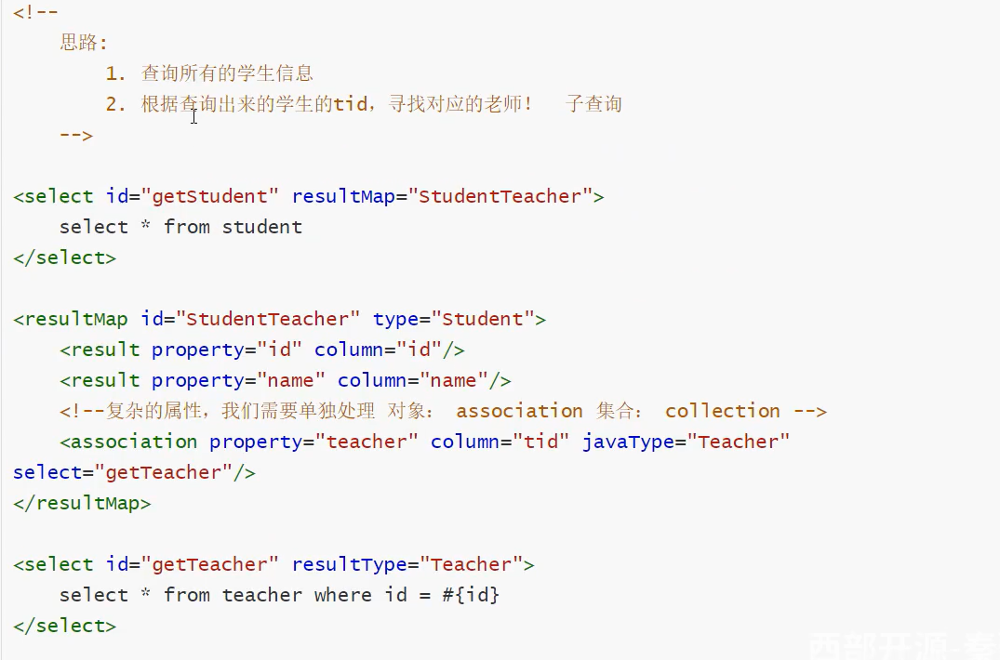 <!--
思路:
1. 查询所有的学生信息
2. 根据查询出来的学生的tid，寻找对应的老师！ 子查询
-->
<select id="getStudent" resultMap="StudentTeacher">
select * from student
</select>
<resultMap id="StudentTeacher" type="Student">
<result property="id" column="id"/>
<result property="name" column="name"/>
<!--复杂的属性，我们需要单独处理 对象： association 集合： collection -->
<association property="teacher" column="tid" javaType="Teacher"
select="getTeacher"/>
</resultMap>
<select id="getTeacher" resultType="Teacher">
select * from teacher where id = #{id}
</select>
西部开源-秦